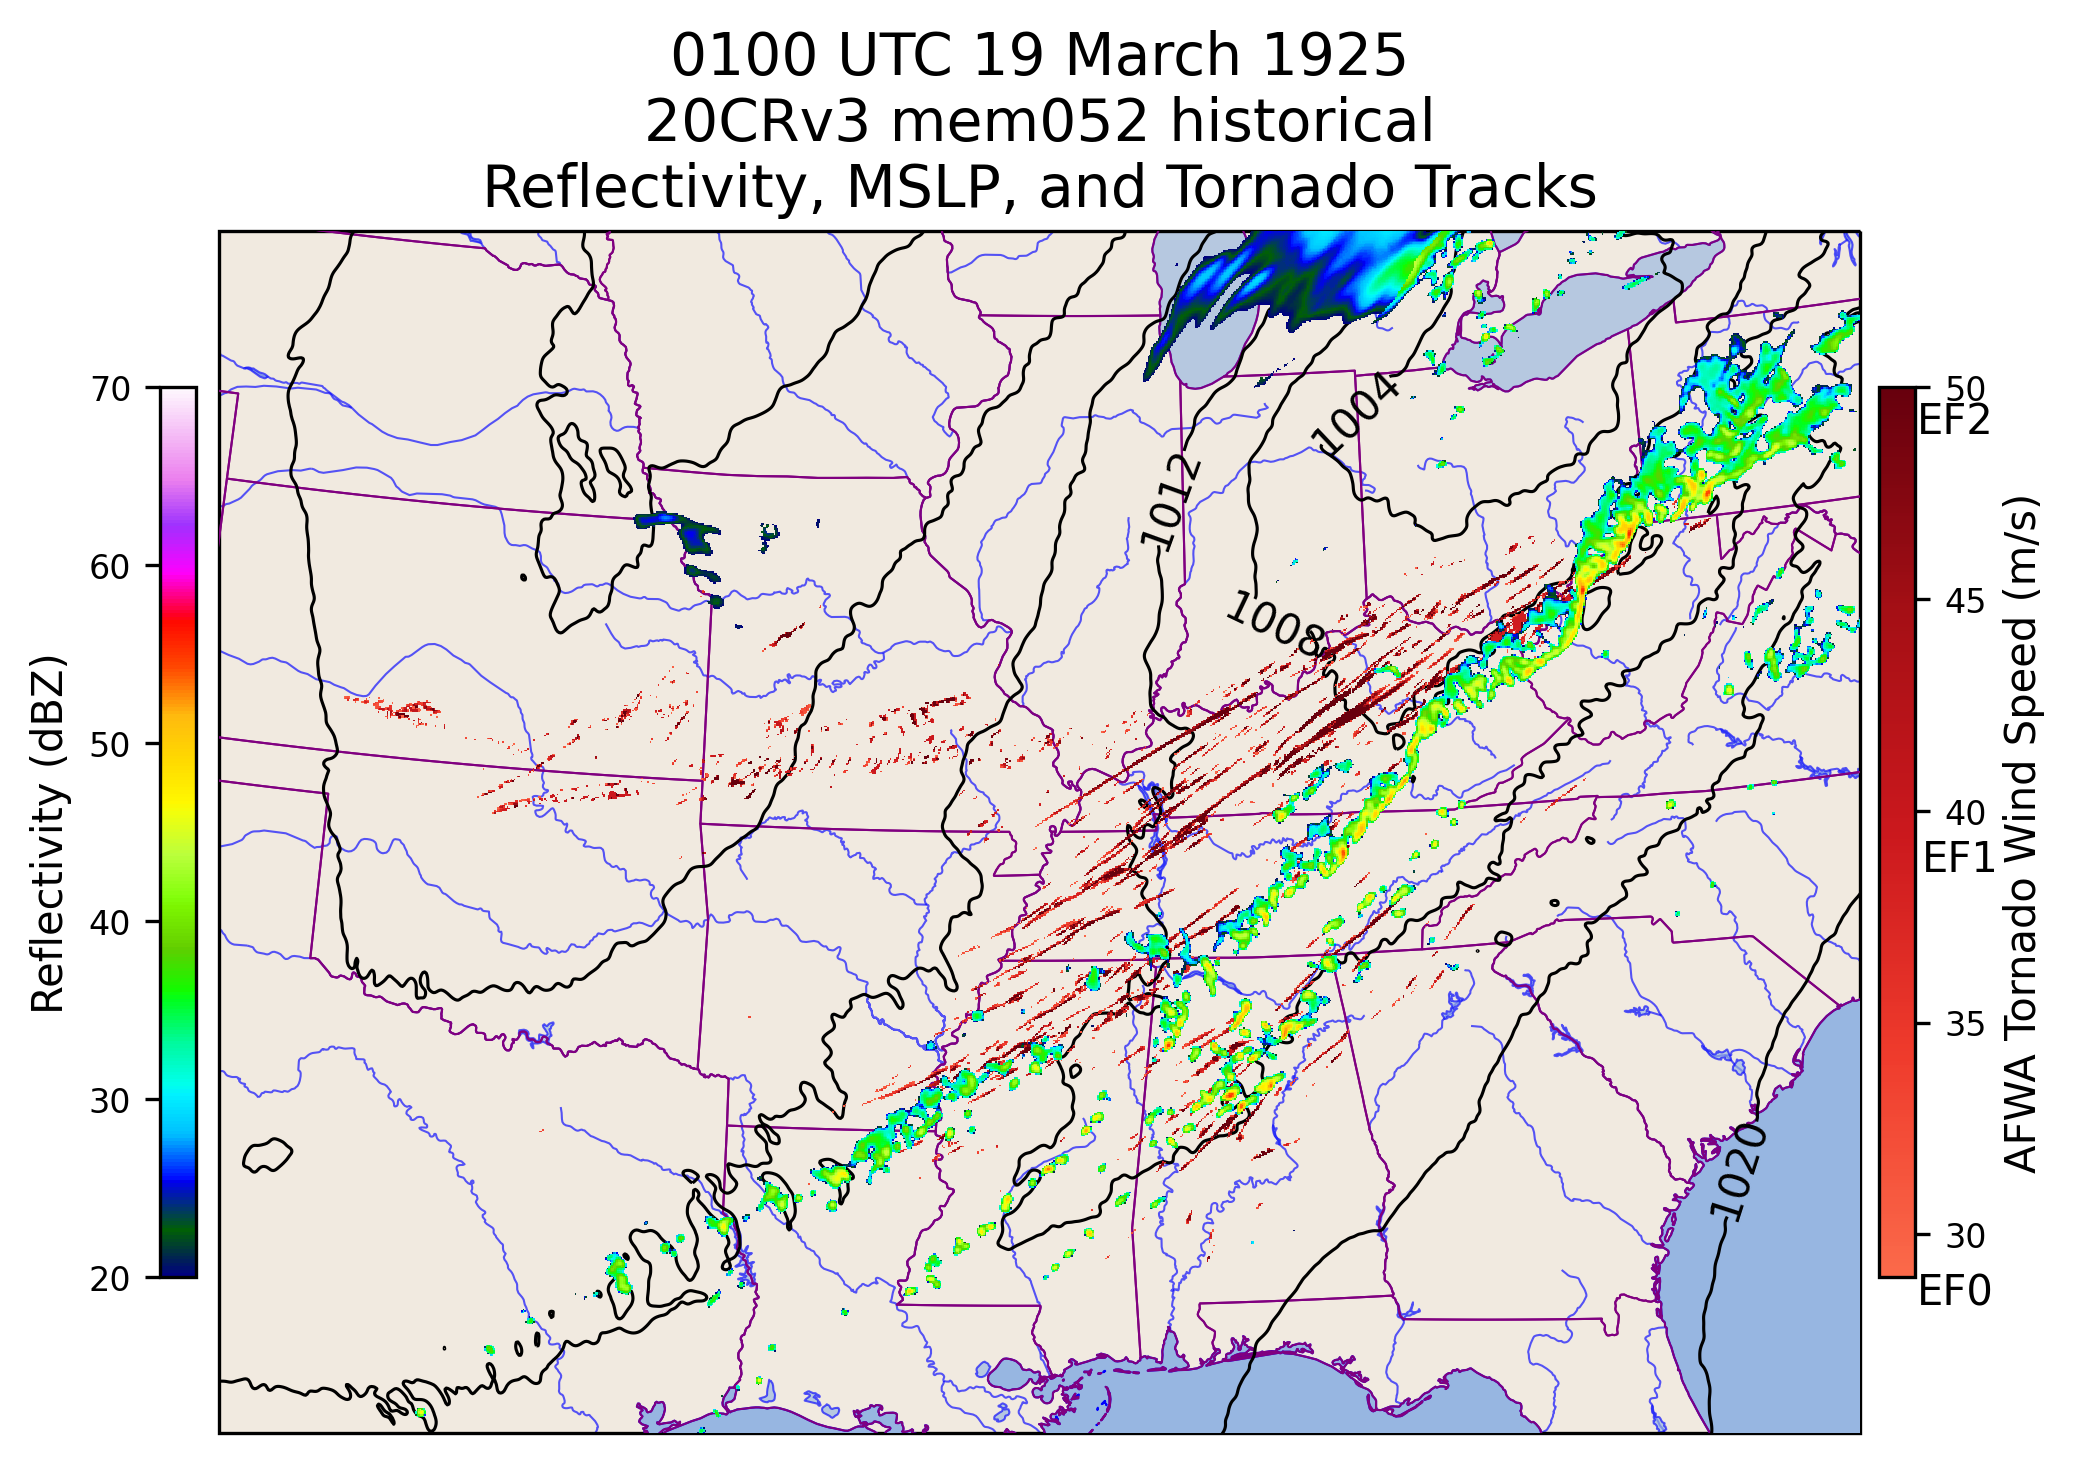 0100 UTC 19 March 1925
20CRv3 mem052 historical
Reflectivity, MSLP, and Tornado Tracks
Reflectivity (dBZ)
70
60
50
40
30
20
1004
1012
1008
1020
50
EF2
45
40
EF1
35
30
EF0
AFWA Tornado Wind Speed (m/s)